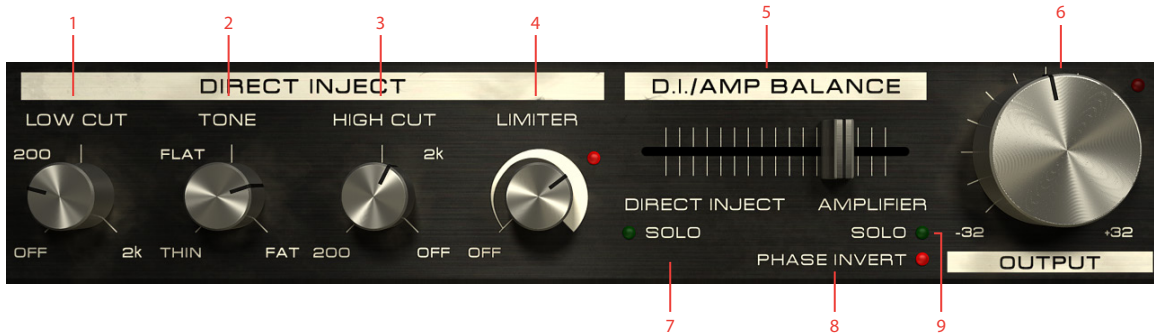 1 2 3 4 5 6
DIRECT INJECT D.I./AMP BALANCE
LOW CUT TONE HIGH CUT LIMITER
200 FLAT 2k
DIRECT INJECT AMPLIFIER
SOLO SOLO -32 +32
OFF 2k THIN FAT 200 OFF OFF
PHASE INVERT OUTPUT
7 8 9